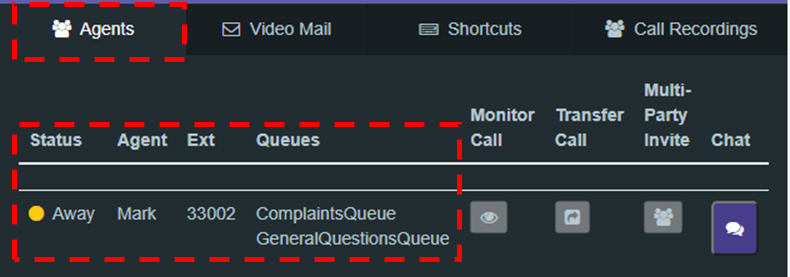 Agents
Video Mail
Shortcuts
Call Recordings
Status
Agent
Ext
Queues
Monitor
Call
Transfer
Call
Multi-
Party
Invite
Chat
Away
Mark
33002
ComplaintsQueue
GeneralQuestionsQueue